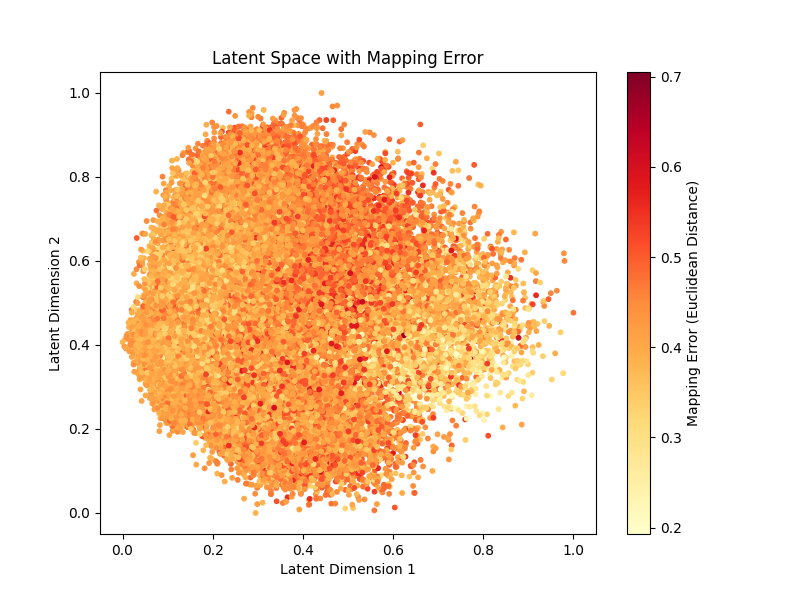 Latent Space with Mapping Error
Latent Dimension 2
1.0
0.8
0.6
0.4
0.2
0.0
0.0 0.2 0.4 0.6 0.8 1.0
Latent Dimension 1
0.7
0.6
0.5
0.4
0.3
0.2
Mapping Error (Euclidean Distance)